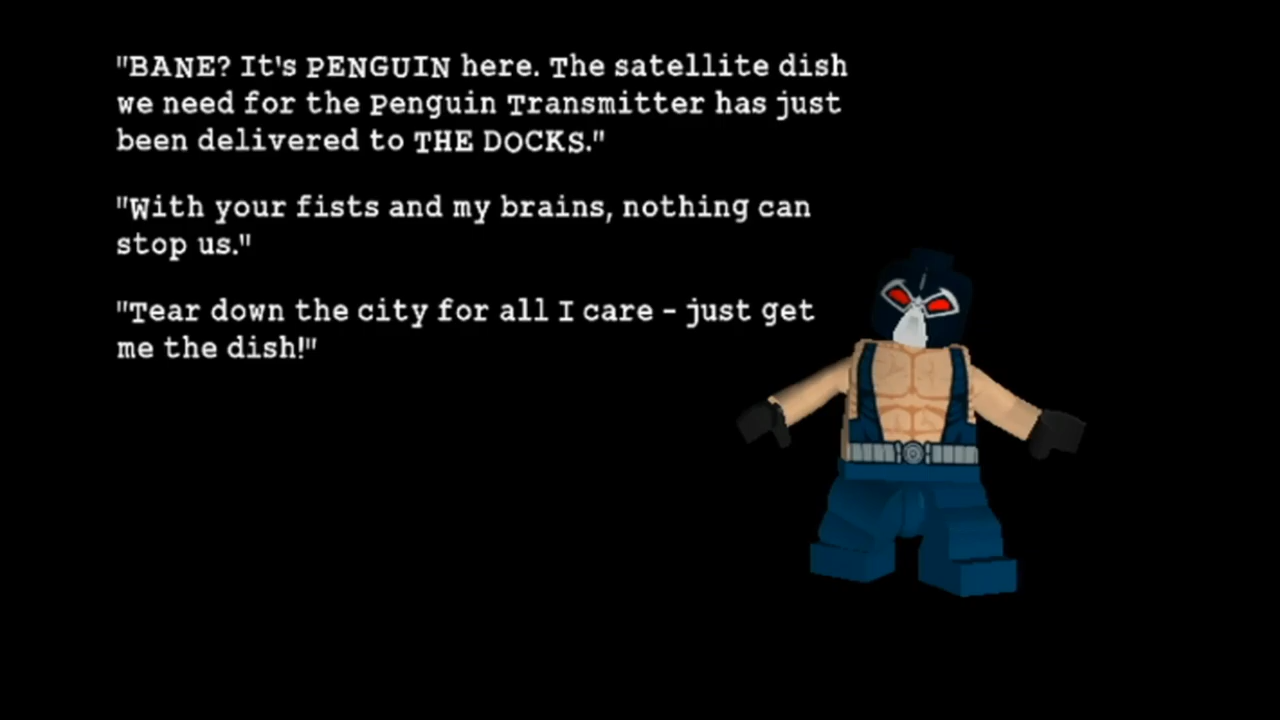 "BANE? It's PENGUIN here. The satellite dish
we need for the Penguin Transmitter has just
been delivered to THE DOCKS."
"With your fists and my brains, nothing can
stop us."
"Tear down the city for all I care - just get
me the dish!"